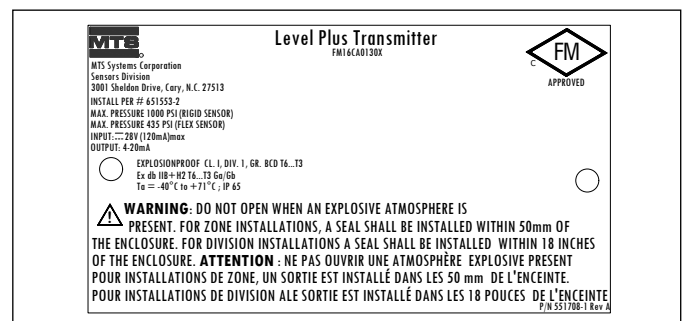 MTS
Level Plus Transmitter
FM16CA0130X
FM
C
APPROVED
MTS Systems Corporation
Sensors Division
3001 Sheldon Drive, Cary, N.C. 27513
INSTALL PER # 651553-2
MAX. PRESSURE 1000 PSI (RIGID SENSOR)
MAX. PRESSURE 435 PSI (FLEX SENSOR)
INPUT: ⎓ 28V (120mA)max
OUTPUT: 4-20mA
EXPLOSIONPROOF CL. I, DIV. 1, GR. BCD T6...T3
Ex db IIB+H2 T6...T3 Ga/Gb
Ta = -40°C to +71°C ; IP 65
WARNING: DO NOT OPEN WHEN AN EXPLOSIVE ATMOSPHERE IS
PRESENT. FOR ZONE INSTALLATIONS, A SEAL SHALL BE INSTALLED WITHIN 50mm OF
THE ENCLOSURE. FOR DIVISION INSTALLATIONS A SEAL SHALL BE INSTALLED WITHIN 18 INCHES
OF THE ENCLOSURE. ATTENTION : NE PAS OUVRIR UNE ATMOSPHÈRE EXPLOSIVE PRESENT
POUR INSTALLATIONS DE ZONE, UN SORTIE EST INSTALLÉ DANS LES 50 mm DE L'ENCEINTE.
POUR INSTALLATIONS DE DIVISION ALE SORTIE EST INSTALLÉ DANS LES 18 POUCES DE L'ENCEINTE
P/N 551708-1 Rev A